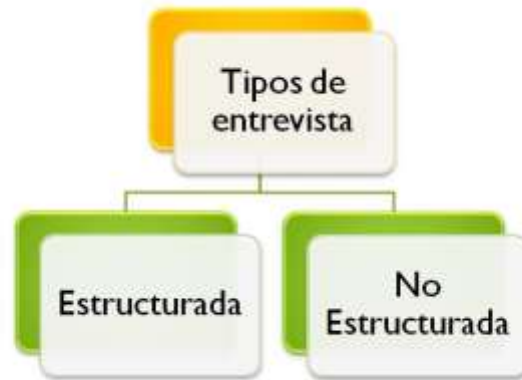 Tipos de
entrevista
Estructurada
No
Estructurada